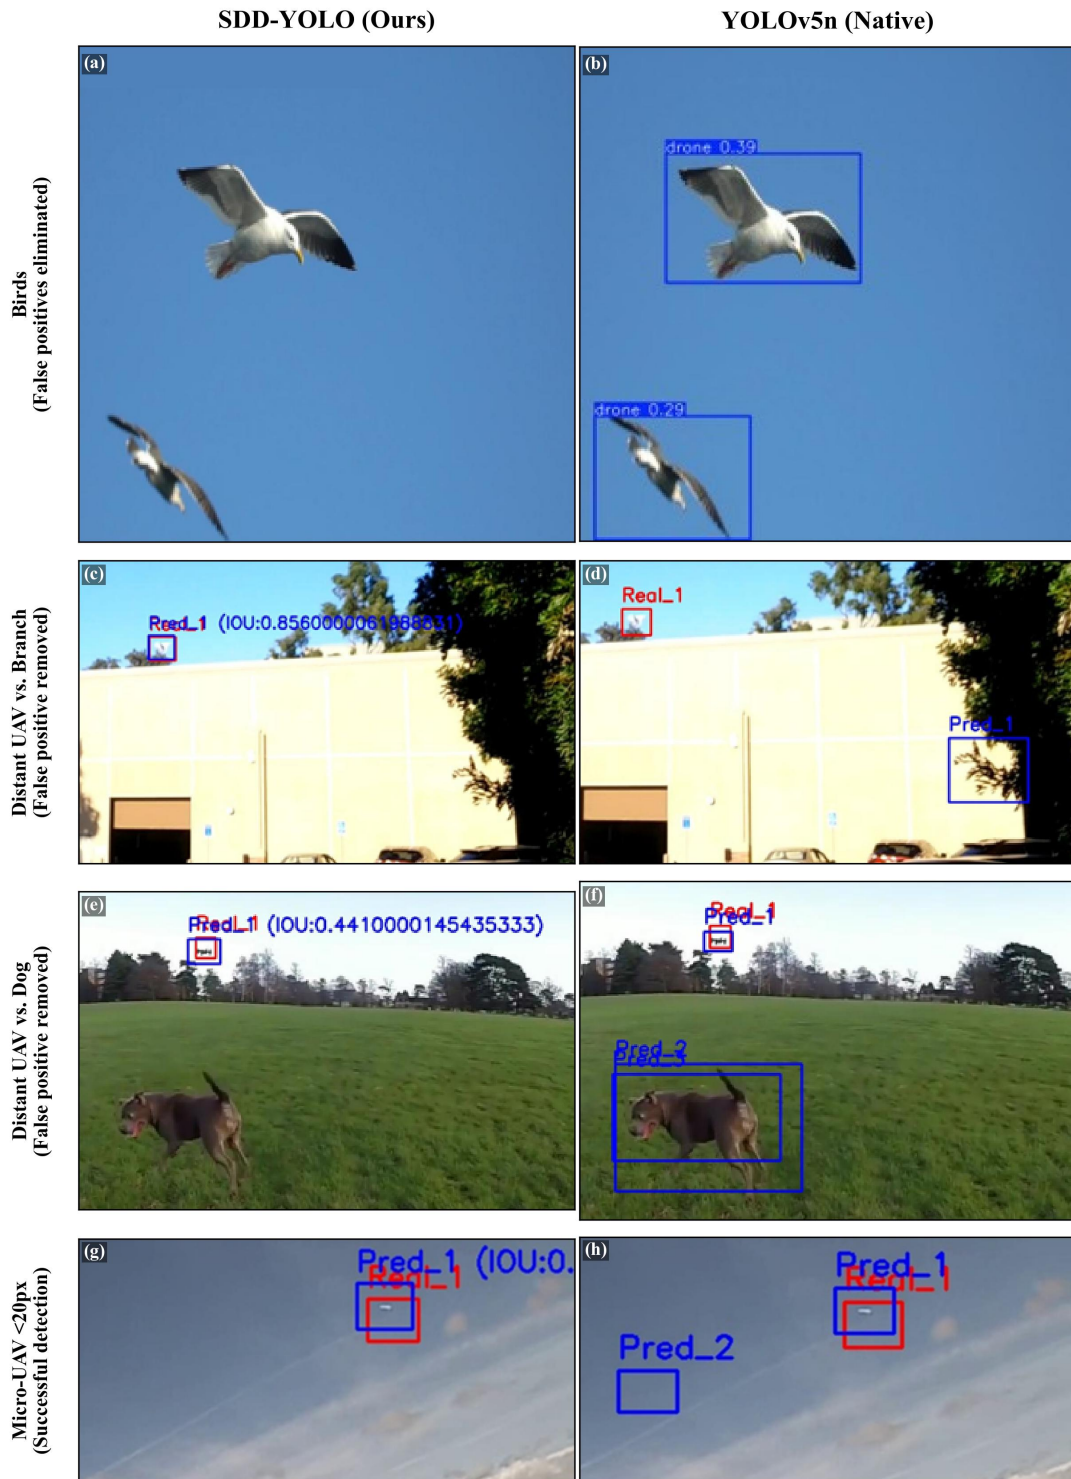 SDD-YOLO (Ours)
YOLOv5n (Native)
Birds
(False positives eliminated)
(a)
(b)
drone 0.39
drone 0.29
Distant UAV vs. Branch
(False positive removed)
(c)
Real_1
Pred_1 (IOU:0.8560000061988831)
(d)
Real_1
Pred_1
Distant UAV vs. Dog
(False positive removed)
(e)
Real_1
Pred_1 (IOU:0.4410000145435333)
(f)
Real_1
Pred_1
Pred_2
Pred_3
Micro-UAV <20px
(Successful detection)
(g)
Pred_1 (IOU:0.
Real_1
(h)
Pred_1
Real_1
Pred_2